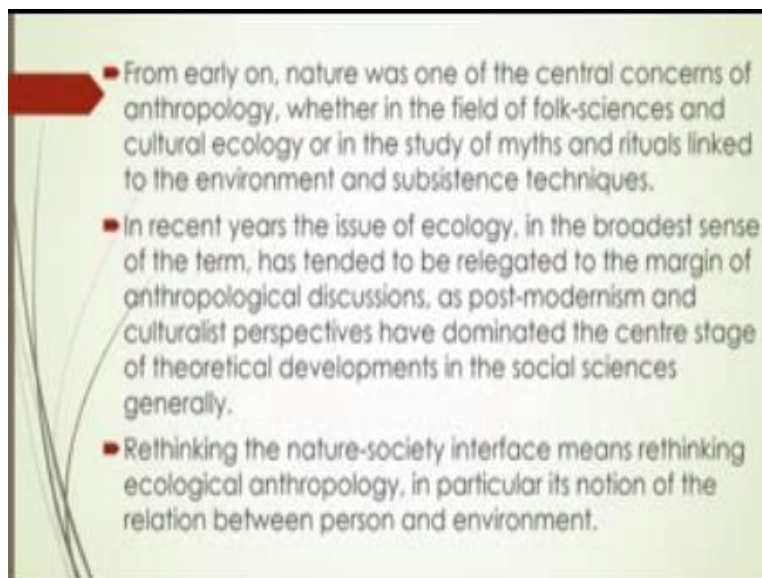 From early on, nature was one of the central concerns of
anthropology, whether in the field of folk-sciences and
cultural ecology or in the study of myths and rituals linked
to the environment and subsistence techniques.
In recent years the issue of ecology, in the broadest sense
of the term, has tended to be relegated to the margin of
anthropological discussions, as post-modernism and
culturalist perspectives have dominated the centre stage
of theoretical developments in the social sciences
generally.
Rethinking the nature-society interface means rethinking
ecological anthropology, in particular its notion of the
relation between person and environment.